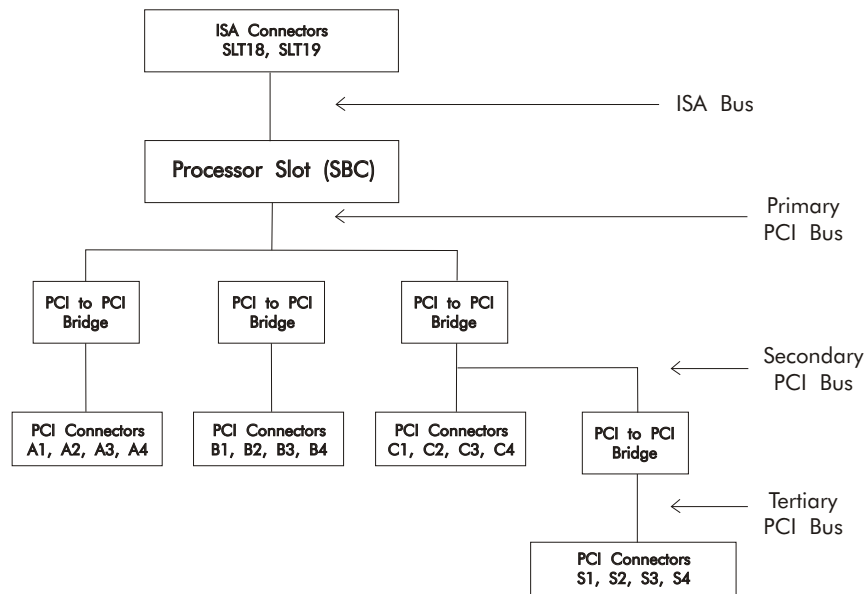 ISA Connectors
SLT18, SLT19
ISA Bus
Processor Slot (SBC)
Primary
PCI Bus
PCI to PCI
Bridge
PCI to PCI
Bridge
PCI to PCI
Bridge
Secondary
PCI Bus
PCI Connectors
A1, A2, A3, A4
PCI Connectors
B1, B2, B3, B4
PCI Connectors
C1, C2, C3, C4
PCI to PCI
Bridge
Tertiary
PCI Bus
PCI Connectors
S1, S2, S3, S4